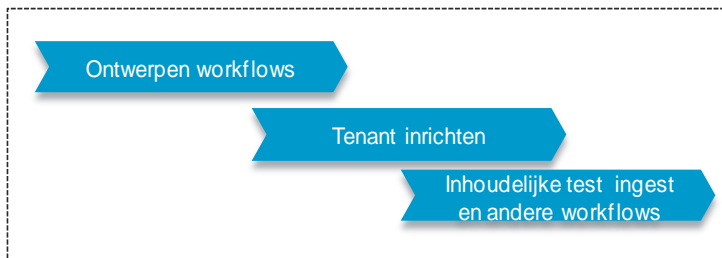 Ontwerpen workflows
Tenant inrichten
Inhoudelijke test ingest
en andere workflows